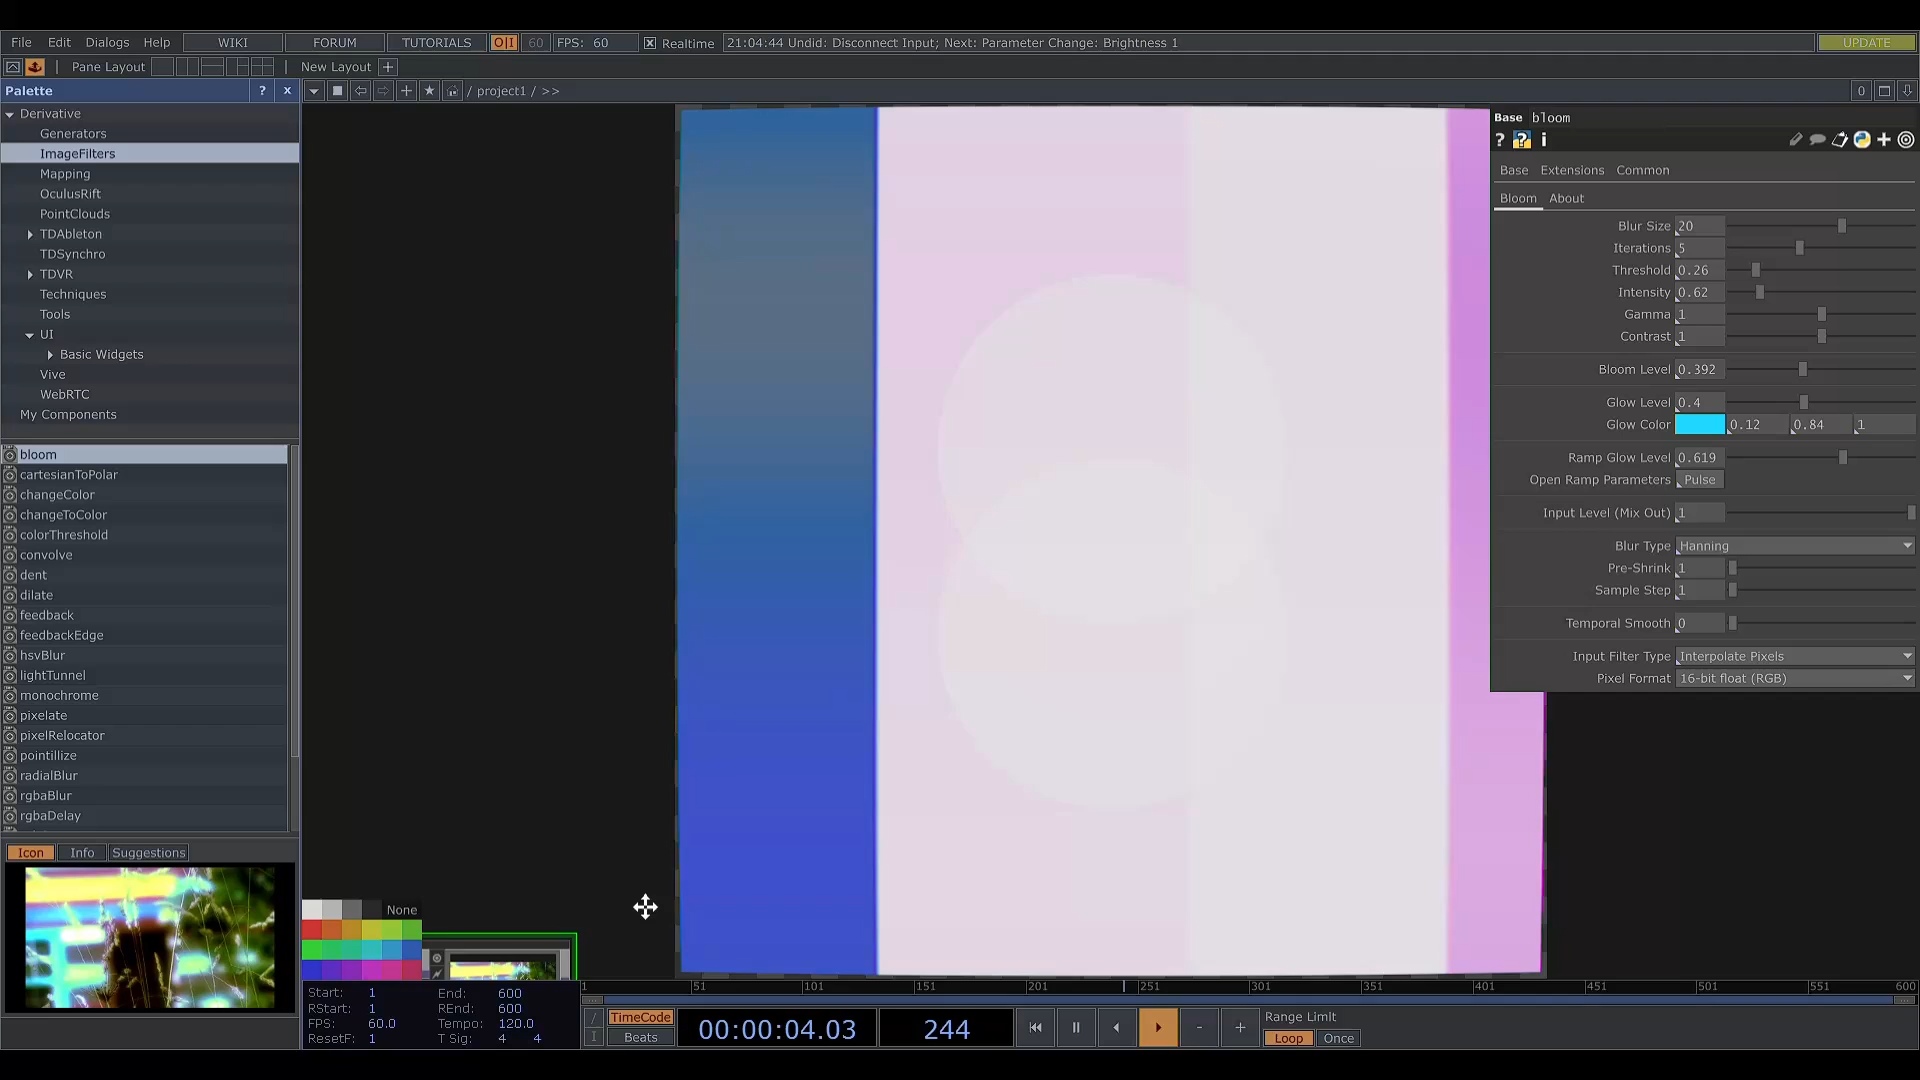 File Edit Dialogs Help WIKI FORUM TUTORIALS O|I 60 FPS: 60 Realtime 21:04:44 Undid: Disconnect Input; Next: Parameter Change: Brightness 1 UPDATE
Pane Layout New Layout +
Palette ? x / project1 / >> 0
Derivative
Generators
ImageFilters
Mapping
OculusRift
PointClouds
TDAbleton
TDSynchro
TDVR
Techniques
Tools
UI
Basic Widgets
Vive
WebRTC
My Components
bloom
cartesianToPolar
changeColor
changeToColor
colorThreshold
convolve
dent
dilate
feedback
feedbackEdge
hsvBlur
lightTunnel
monochrome
pixelate
pixelRelocator
pointillize
radialBlur
rgbaBlur
rgbaDelay
Icon Info Suggestions
Base bloom
? ? i
Base Extensions Common
Bloom About
Blur Size 20
Iterations 5
Threshold 0.26
Intensity 0.62
Gamma 1
Contrast 1
Bloom Level 0.392
Glow Level 0.4
Glow Color 0.12 0.84 1
Ramp Glow Level 0.619
Open Ramp Parameters Pulse
Input Level (Mix Out) 1
Blur Type Hanning
Pre-Shrink 1
Sample Step 1
Temporal Smooth 0
Input Filter Type Interpolate Pixels
Pixel Format 16-bit float (RGB)
None
1 51 101 151 201 251 301 351 401 451 501 551 600
Start: 1 End: 600
RStart: 1 REnd: 600
FPS: 60.0 Tempo: 120.0
ResetF: 1 T Sig: 4 4
TimeCode
Beats
00:00:04.03 244
- +
Range Limit
Loop Once